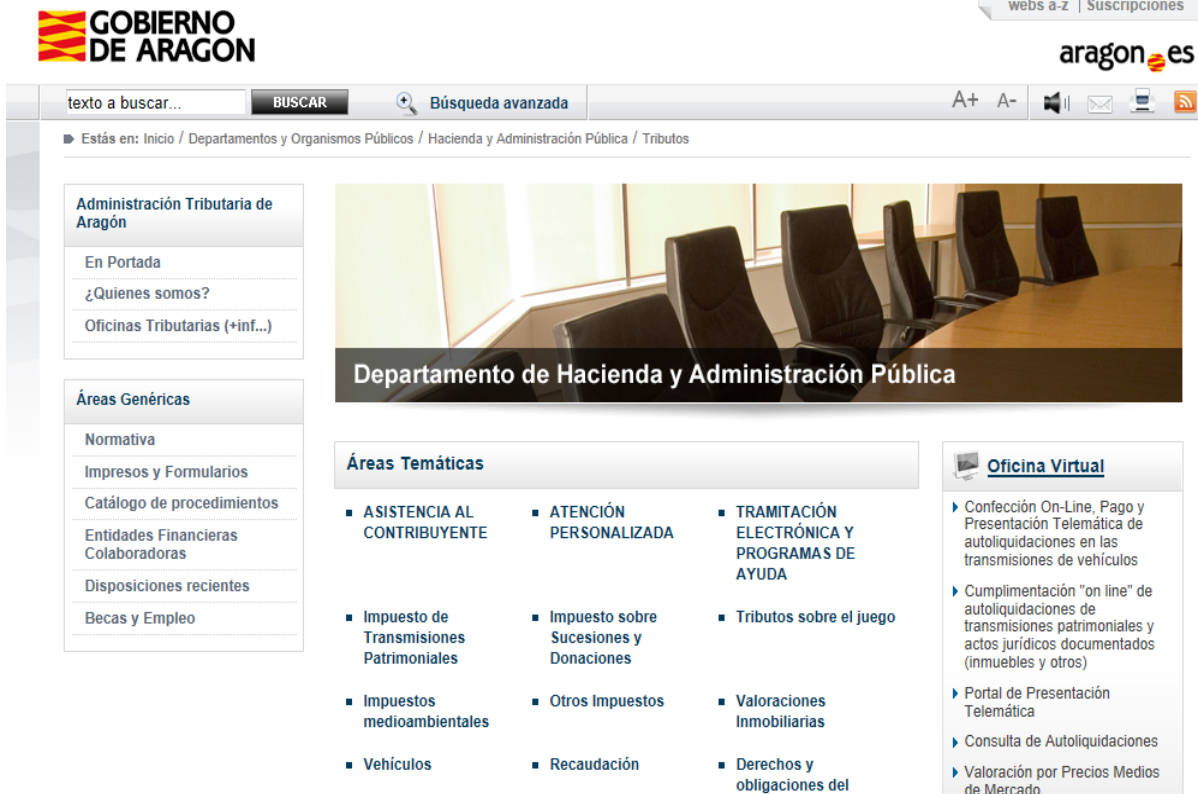 webs a-z | Suscripciones
GOBIERNO
DE ARAGON
aragon es
texto a buscar...
BUSCAR
Búsqueda avanzada
A+ A-
Estás en: Inicio / Departamentos y Organismos Públicos / Hacienda y Administración Pública / Tributos
Administración Tributaria de
Aragón
En Portada
¿Quienes somos?
Oficinas Tributarias (+inf...)
Áreas Genéricas
Normativa
Impresos y Formularios
Catálogo de procedimientos
Entidades Financieras
Colaboradoras
Disposiciones recientes
Becas y Empleo
Departamento de Hacienda y Administración Pública
Áreas Temáticas
ASISTENCIA AL
CONTRIBUYENTE
ATENCIÓN
PERSONALIZADA
TRAMITACIÓN
ELECTRÓNICA Y
PROGRAMAS DE
AYUDA
Impuesto de
Transmisiones
Patrimoniales
Impuesto sobre
Sucesiones y
Donaciones
Tributos sobre el juego
Impuestos
medioambientales
Otros Impuestos
Valoraciones
Inmobiliarias
Vehículos
Recaudación
Derechos y
obligaciones del
Oficina Virtual
Confección On-Line, Pago y
Presentación Telemática de
autoliquidaciones en las
transmisiones de vehículos
Cumplimentación "on line" de
autoliquidaciones de
transmisiones patrimoniales y
actos jurídicos documentados
(inmuebles y otros)
Portal de Presentación
Telemática
Consulta de Autoliquidaciones
Valoración por Precios Medios
de Mercado